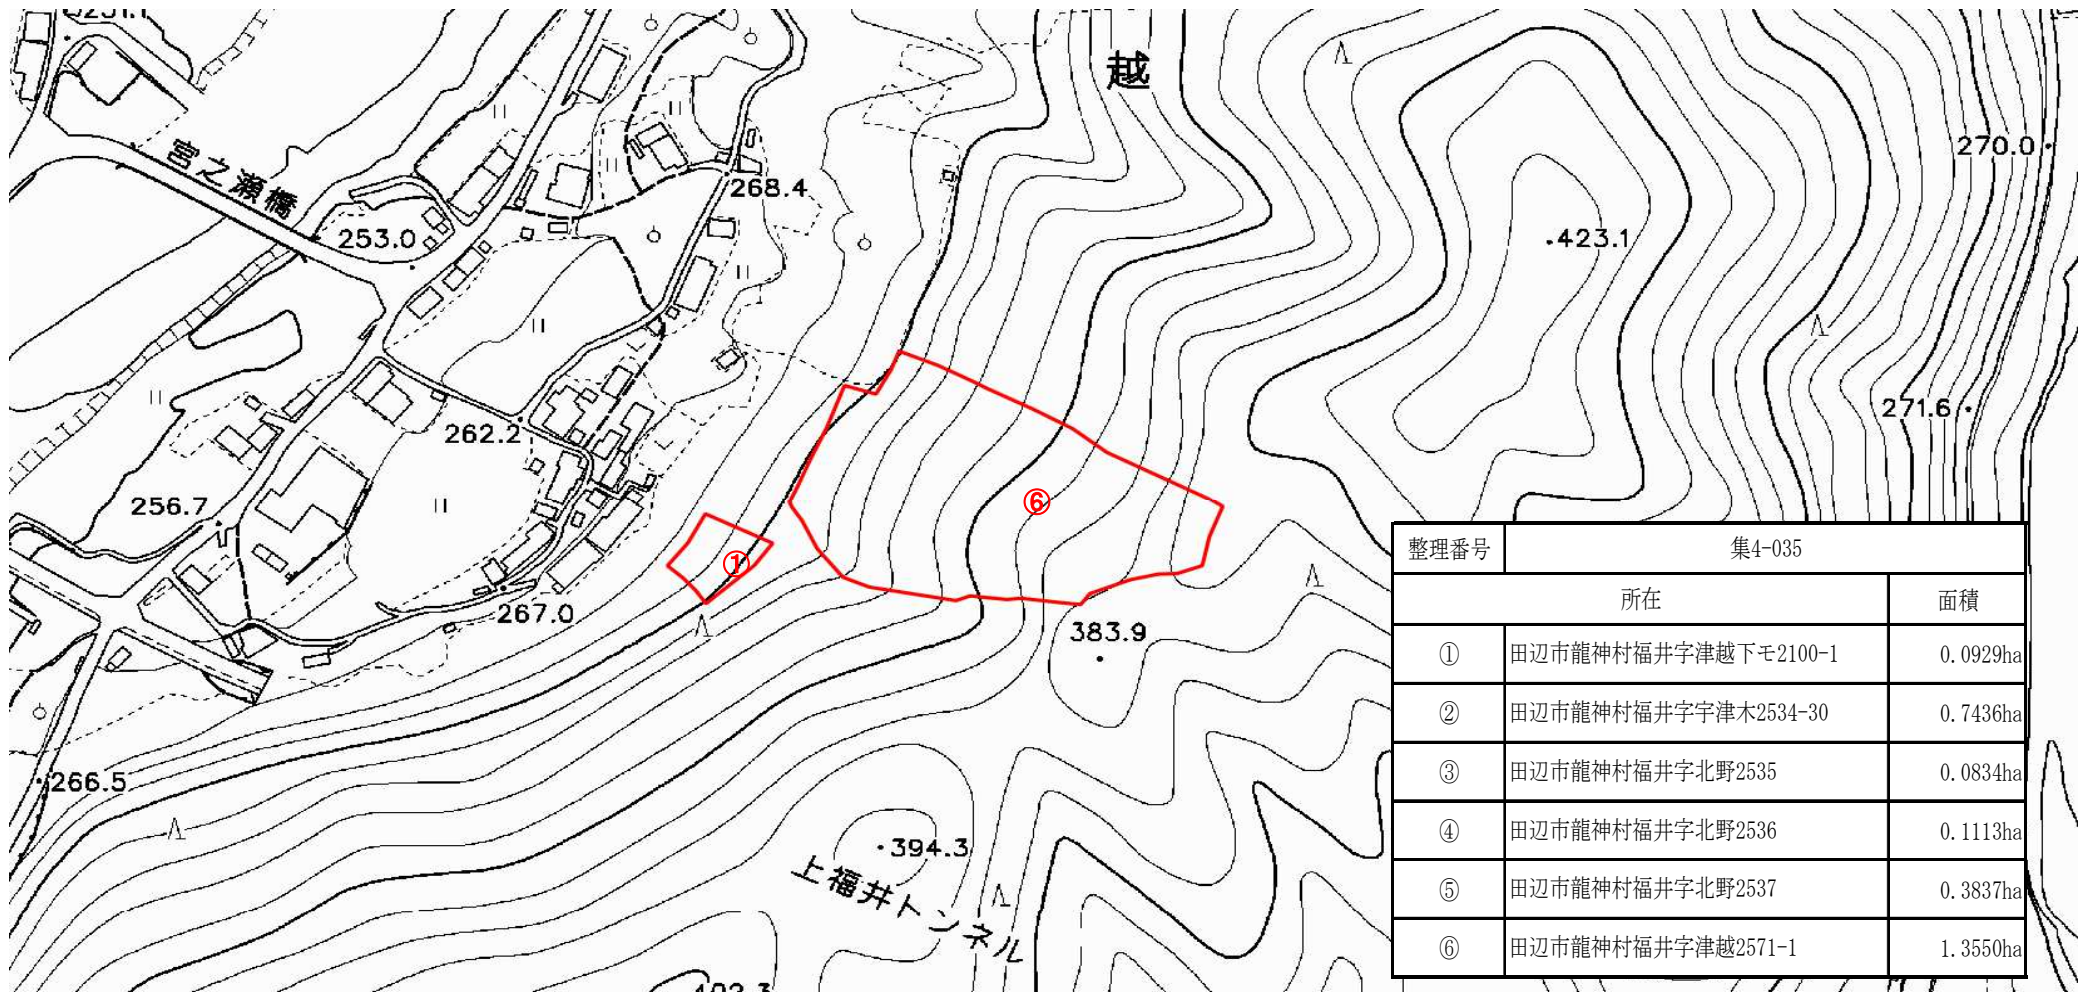 越
宮之瀬橋
268.4
270.0
253.0
423.1
262.2
271.6
256.7
⑥
①
267.0
383.9
266.5
394.3
上福井トンネル
整理番号 集4-035
所在 面積
① 田辺市龍神村福井字津越下モ2100-1 0.0929ha
② 田辺市龍神村福井字宇津木2534-30 0.7436ha
③ 田辺市龍神村福井字北野2535 0.0834ha
④ 田辺市龍神村福井字北野2536 0.1113ha
⑤ 田辺市龍神村福井字北野2537 0.3837ha
⑥ 田辺市龍神村福井字津越2571-1 1.3550ha